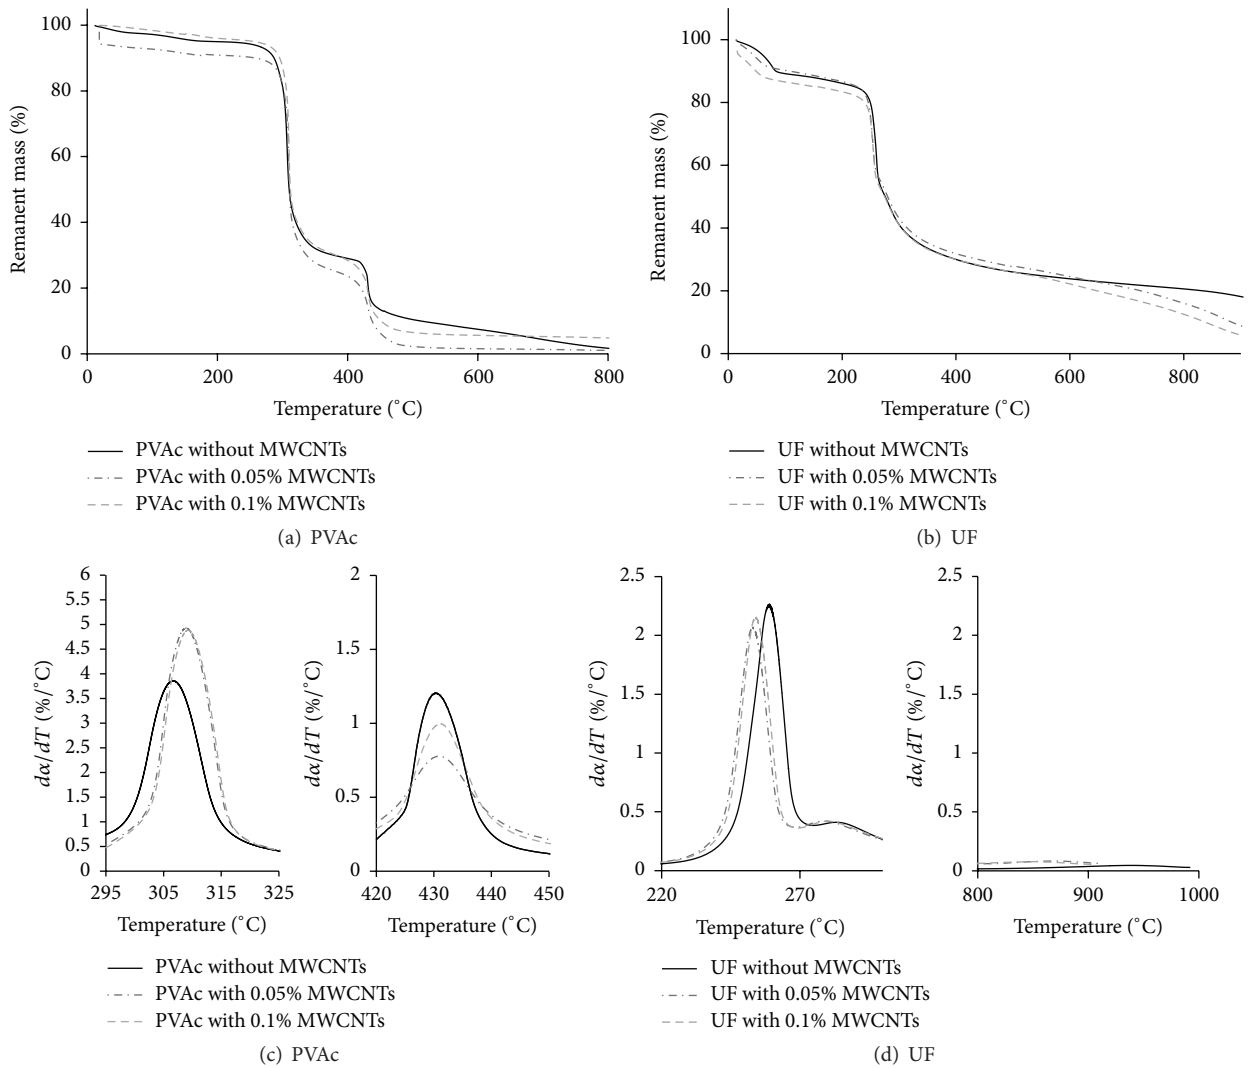 100
80
60
40
20
0
Remanent mass (%)
0 200 400 600 800
Temperature (˚C)
PVAc without MWCNTs
PVAc with 0.05% MWCNTs
PVAc with 0.1% MWCNTs
(a) PVAc
100
80
60
40
20
0
Remanent mass (%)
0 200 400 600 800
Temperature (˚C)
UF without MWCNTs
UF with 0.05% MWCNTs
UF with 0.1% MWCNTs
(b) UF
6
5.5
5
4.5
4
3.5
3
2.5
2
1.5
1
0.5
0
dα/dT (%/˚C)
295 305 315 325
Temperature (˚C)
2
1.5
1
0.5
0
dα/dT (%/˚C)
420 430 440 450
Temperature (˚C)
PVAc without MWCNTs
PVAc with 0.05% MWCNTs
PVAc with 0.1% MWCNTs
(c) PVAc
2.5
2
1.5
1
0.5
0
dα/dT (%/˚C)
220 270
Temperature (˚C)
2.5
2
1.5
1
0.5
0
dα/dT (%/˚C)
800 900 1000
Temperature (˚C)
UF without MWCNTs
UF with 0.05% MWCNTs
UF with 0.1% MWCNTs
(d) UF